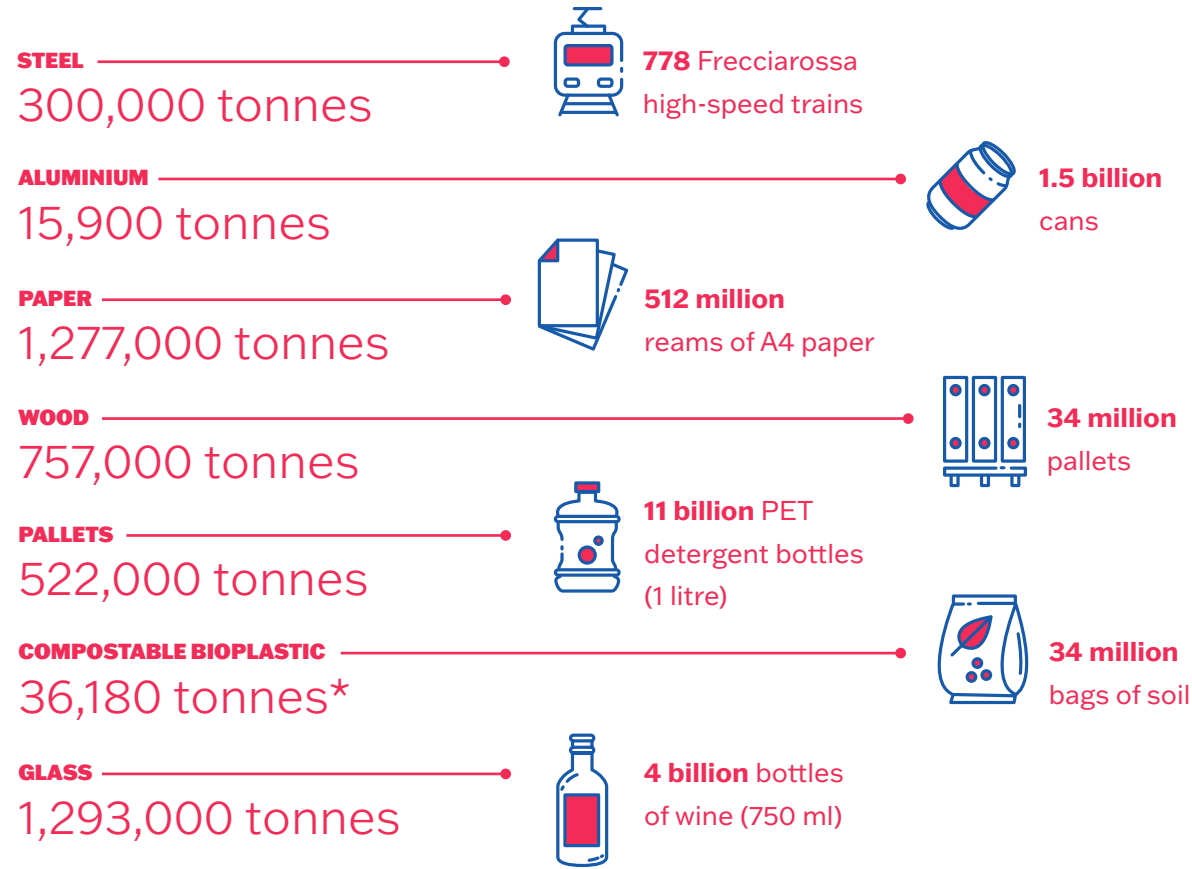 STEEL
300,000 tonnes
778 Frecciarossa
high-speed trains
ALUMINIUM
15,900 tonnes
1.5 billion
cans
PAPER
1,277,000 tonnes
512 million
reams of A4 paper
WOOD
757,000 tonnes
34 million
pallets
PALLETS
522,000 tonnes
11 billion PET
detergent bottles
(1 litre)
COMPOSTABLE BIOPLASTIC
36,180 tonnes*
34 million
bags of soil
GLASS
1,293,000 tonnes
4 billion bottles
of wine (750 ml)